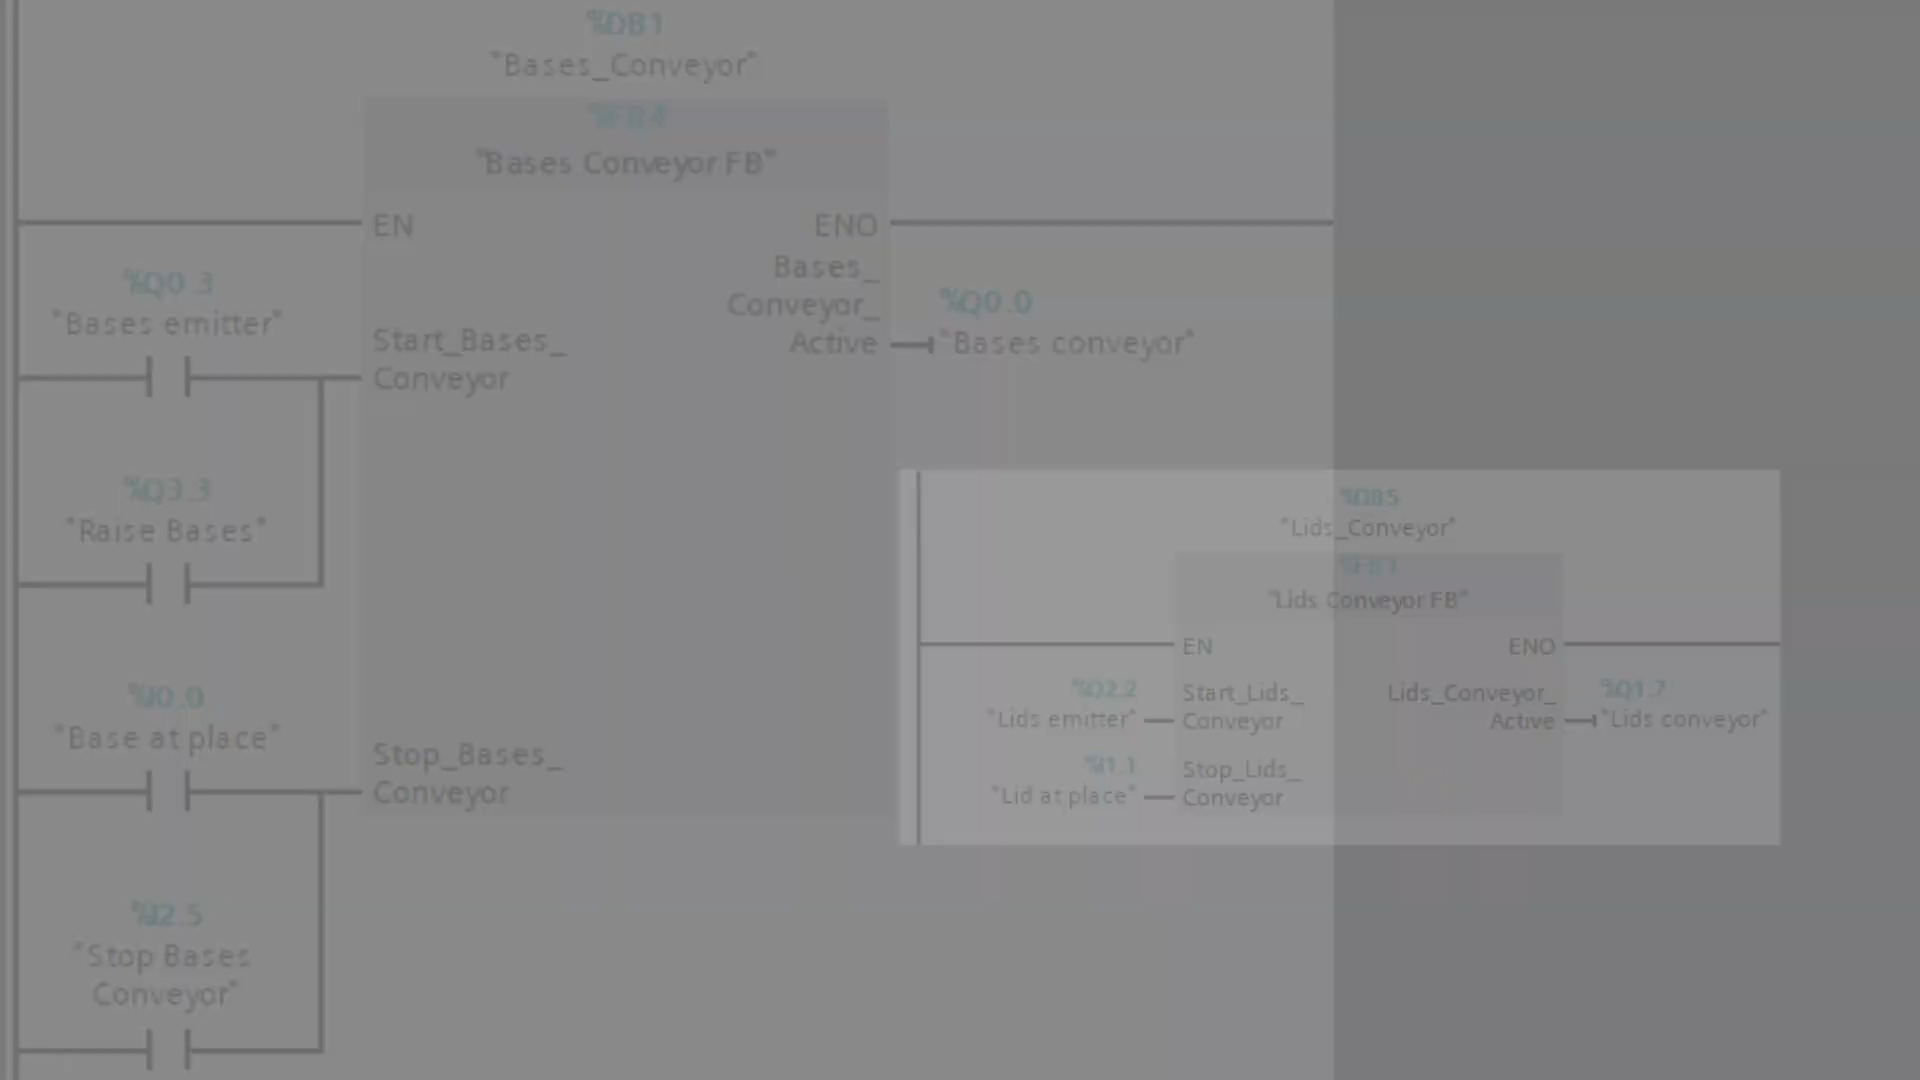 %DB1
"Bases_Conveyor"
%FB4
"Bases Conveyor FB"
EN
ENO
%Q0.3
"Bases emitter"
Start_Bases_
Conveyor
Bases_
Conveyor_
Active
%Q0.0
"Bases conveyor"
%Q3.3
"Raise Bases"
%I0.0
"Base at place"
Stop_Bases_
Conveyor
%I2.5
"Stop Bases
Conveyor"
%DB5
"Lids_Conveyor"
"Lids Conveyor FB"
EN
ENO
%Q2.2
"Lids emitter"
Start_Lids_
Conveyor
Lids_Conveyor_
Active
%Q1.7
"Lids conveyor"
%I1.1
"Lid at place"
Stop_Lids_
Conveyor